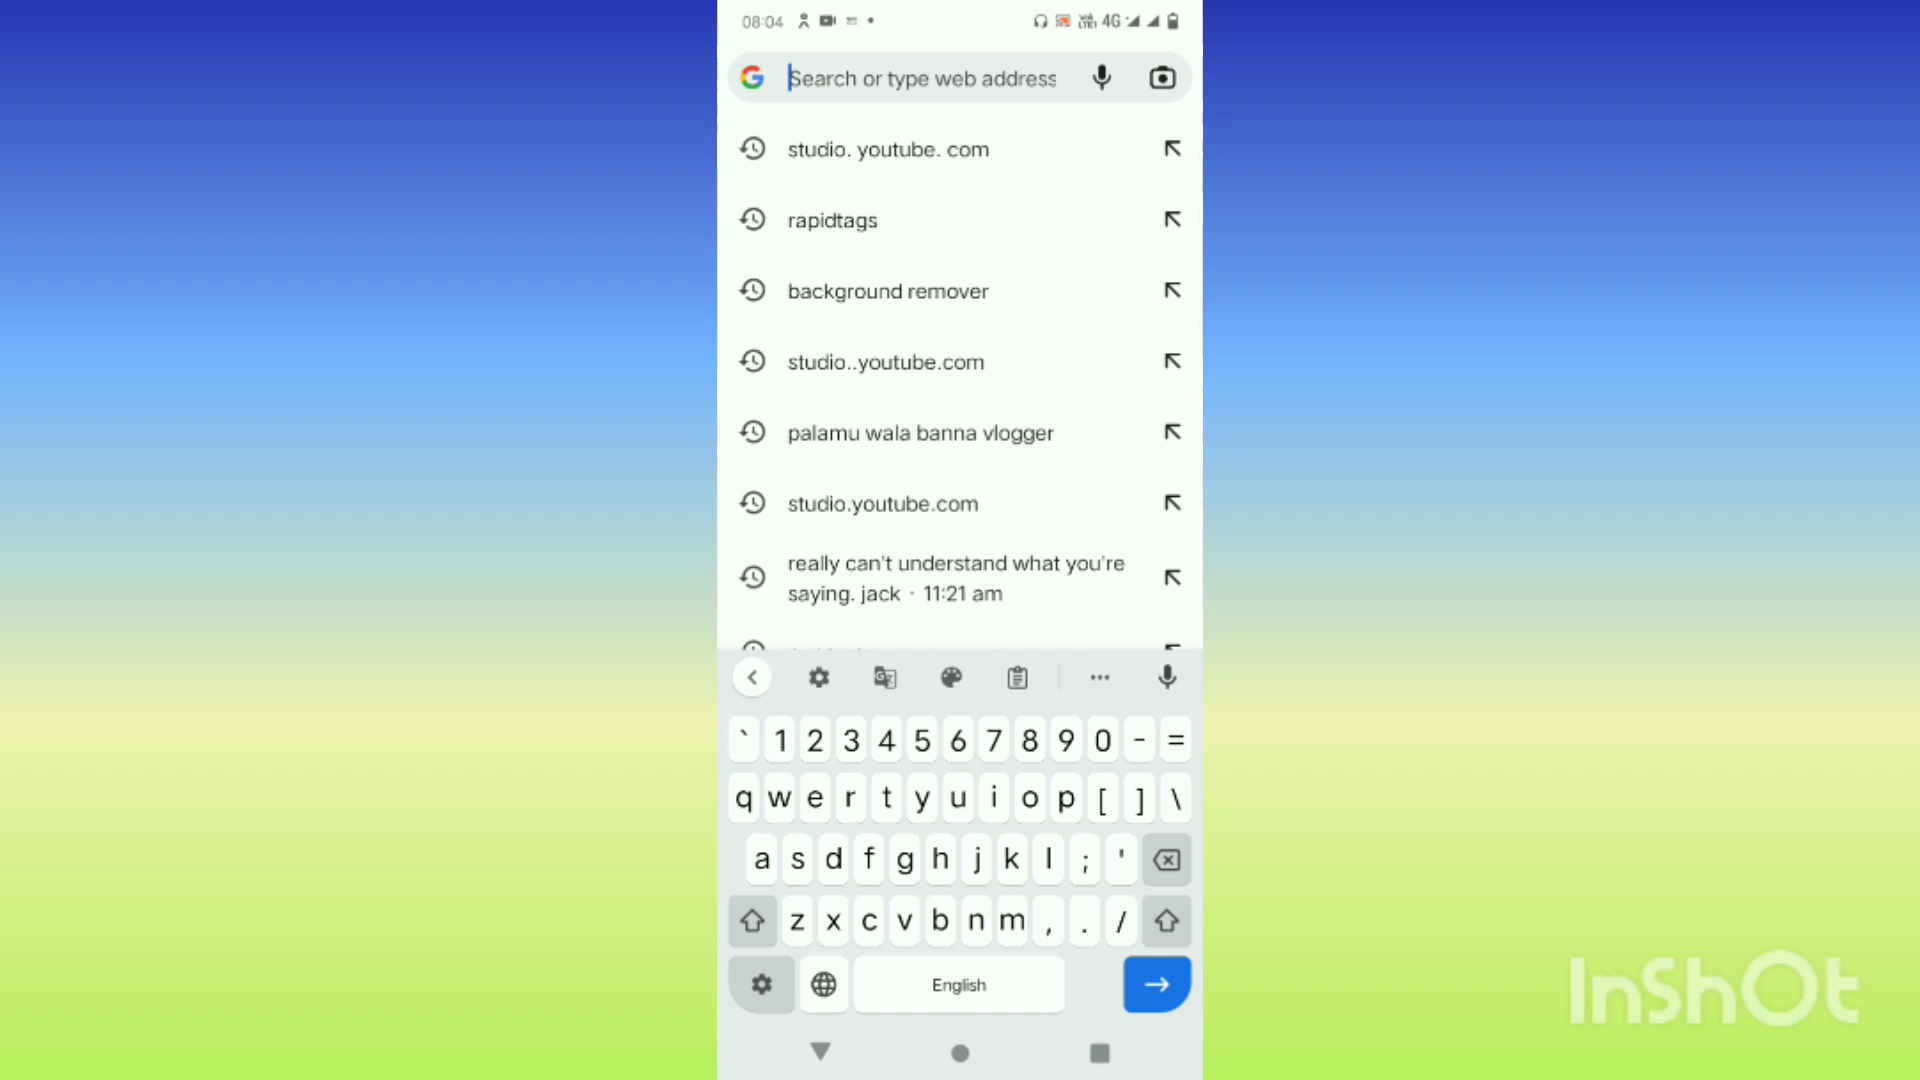 08:04 4G
Search or type web address
studio. youtube. com
rapidtags
background remover
studio..youtube.com
palamu wala banna vlogger
studio.youtube.com
really can't understand what you're
saying. jack · 11:21 am
` 1 2 3 4 5 6 7 8 9 0 - =
q w e r t y u i o p [ ] \
a s d f g h j k l ; '
z x c v b n m , . /
English
InShOt